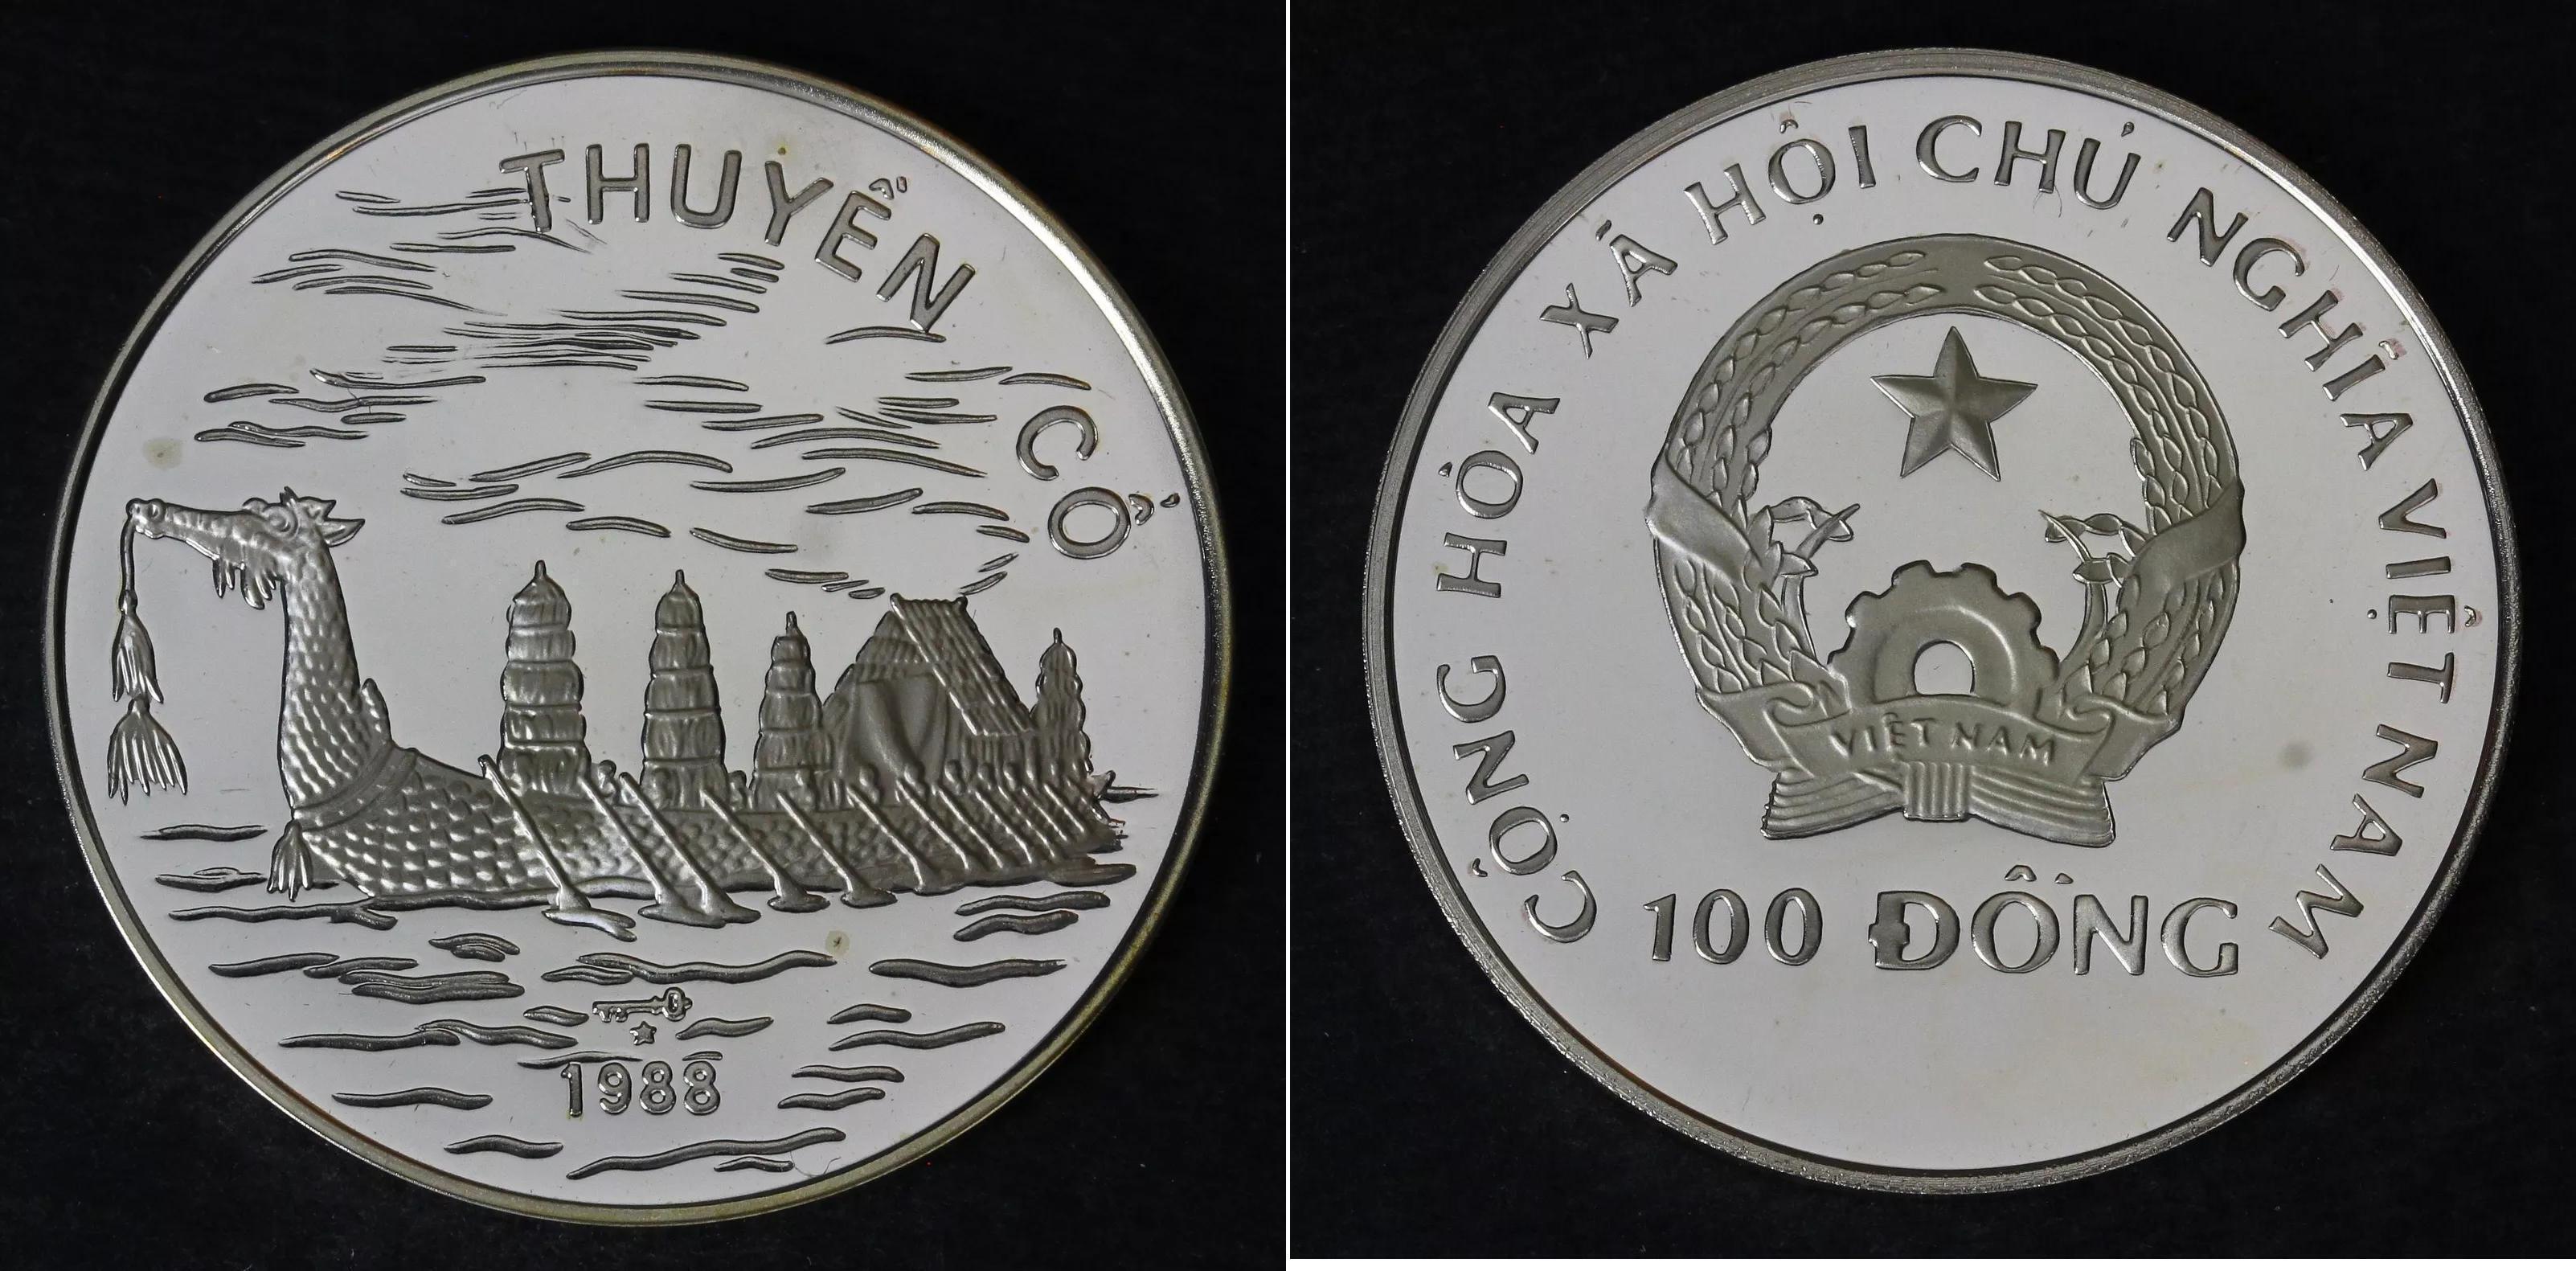 THUYỀN CỔ
1988
CỘNG HÒA XÃ HỘI CHỦ NGHĨA VIỆT NAM
VIỆT NAM
100 ĐỒNG